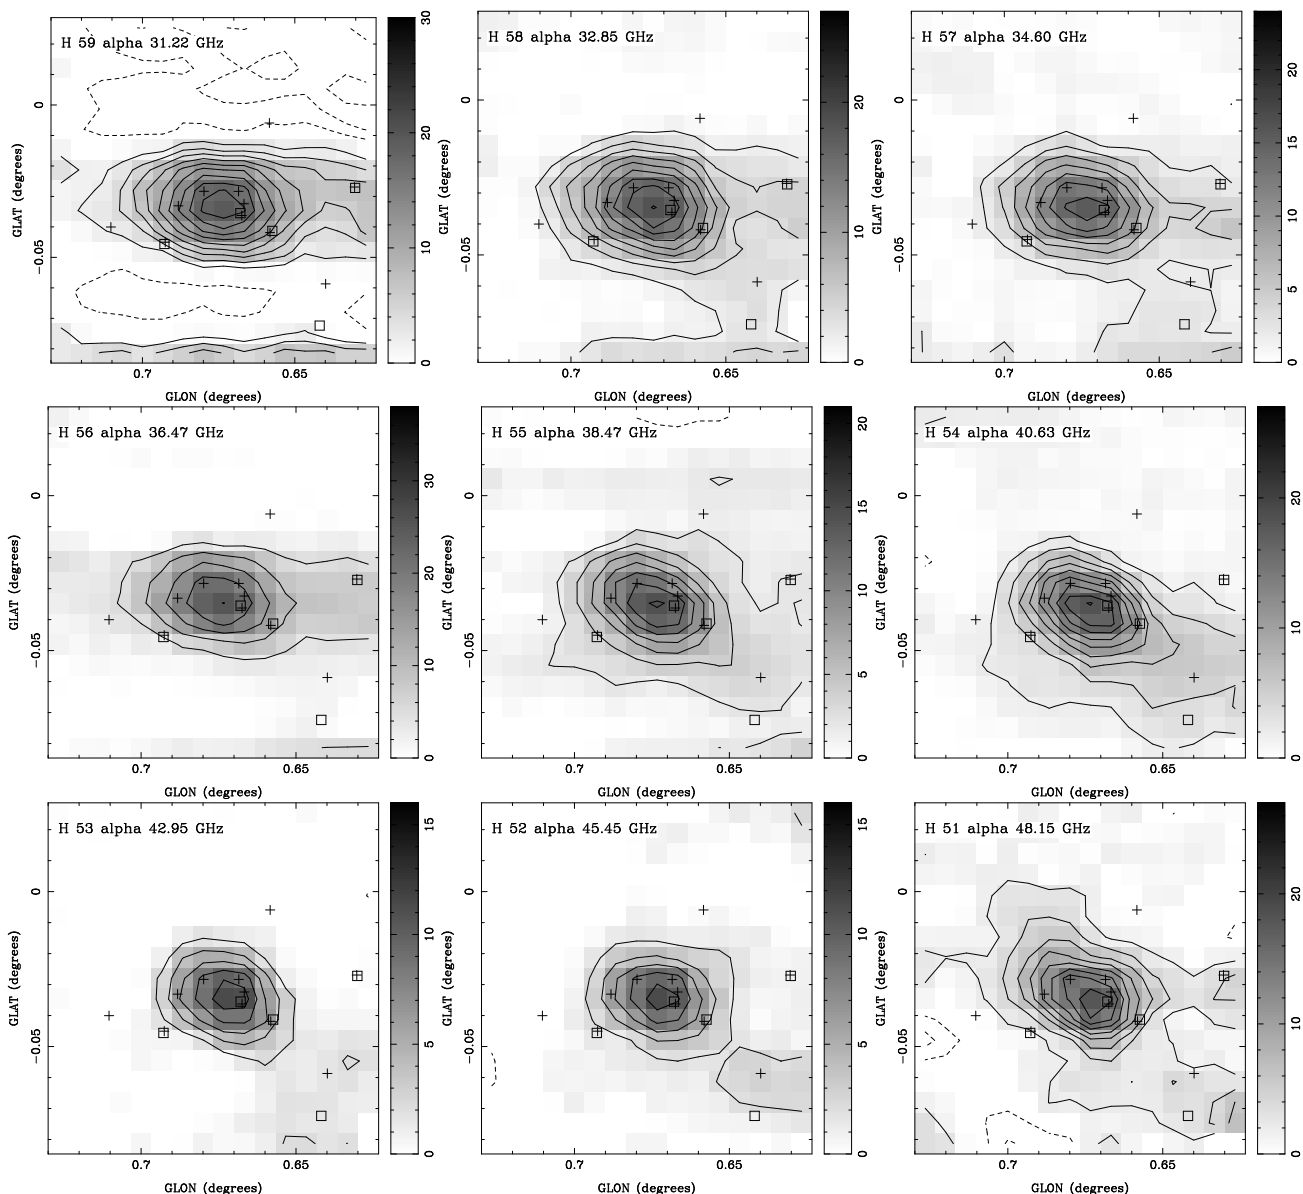 H 59 alpha 31.22 GHz
GLAT (degrees)
0
−0.05
0.7
0.65
GLON (degrees)
0
10
20
30
H 58 alpha 32.85 GHz
GLAT (degrees)
0
−0.05
0.7
0.65
GLON (degrees)
0
10
20
H 57 alpha 34.60 GHz
GLAT (degrees)
0
−0.05
0.7
0.65
GLON (degrees)
0
5
10
15
20
H 56 alpha 36.47 GHz
GLAT (degrees)
0
−0.05
0.7
0.65
GLON (degrees)
0
10
20
30
H 55 alpha 38.47 GHz
GLAT (degrees)
0
−0.05
0.7
0.65
GLON (degrees)
0
5
10
15
20
H 54 alpha 40.63 GHz
GLAT (degrees)
0
−0.05
0.7
0.65
GLON (degrees)
0
10
20
H 53 alpha 42.95 GHz
GLAT (degrees)
0
−0.05
0.7
0.65
GLON (degrees)
0
5
10
15
H 52 alpha 45.45 GHz
GLAT (degrees)
0
−0.05
0.7
0.65
GLON (degrees)
0
5
10
15
H 51 alpha 48.15 GHz
GLAT (degrees)
0
−0.05
0.7
0.65
GLON (degrees)
0
10
20